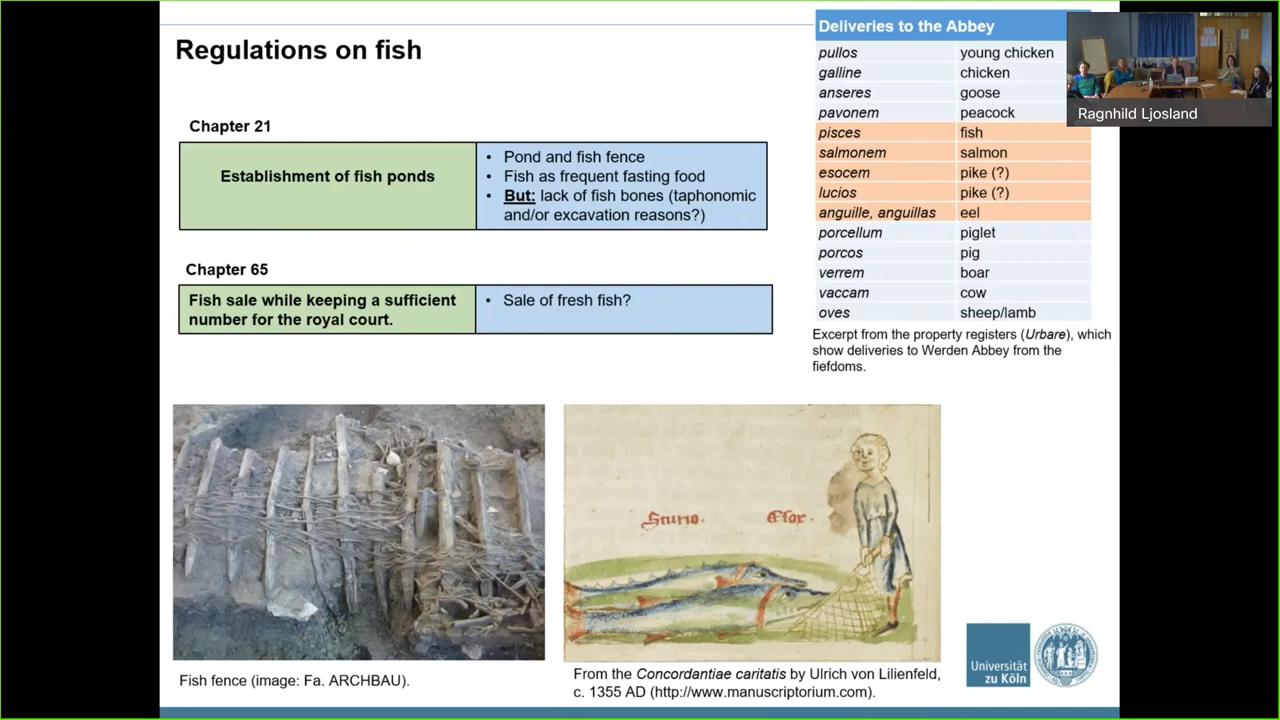 Regulations on fish
Chapter 21
Establishment of fish ponds
• Pond and fish fence
• Fish as frequent fasting food
• But: lack of fish bones (taphonomic
and/or excavation reasons?)
Chapter 65
Fish sale while keeping a sufficient
number for the royal court.
• Sale of fresh fish?
Deliveries to the Abbey
pullos young chicken
galline chicken
anseres goose
pavonem peacock
pisces fish
salmonem salmon
esocem pike (?)
lucios pike (?)
anguille, anguillas eel
porcellum piglet
porcos pig
verrem boar
vaccam cow
oves sheep/lamb
Excerpt from the property registers (Urbare), which
show deliveries to Werden Abbey from the
fiefdoms.
Ragnhild Ljosland
Fish fence (image: Fa. ARCHBAU).
From the Concordantiae caritatis by Ulrich von Lilienfeld,
c. 1355 AD (http://www.manuscriptorium.com).
Universität
zu Köln